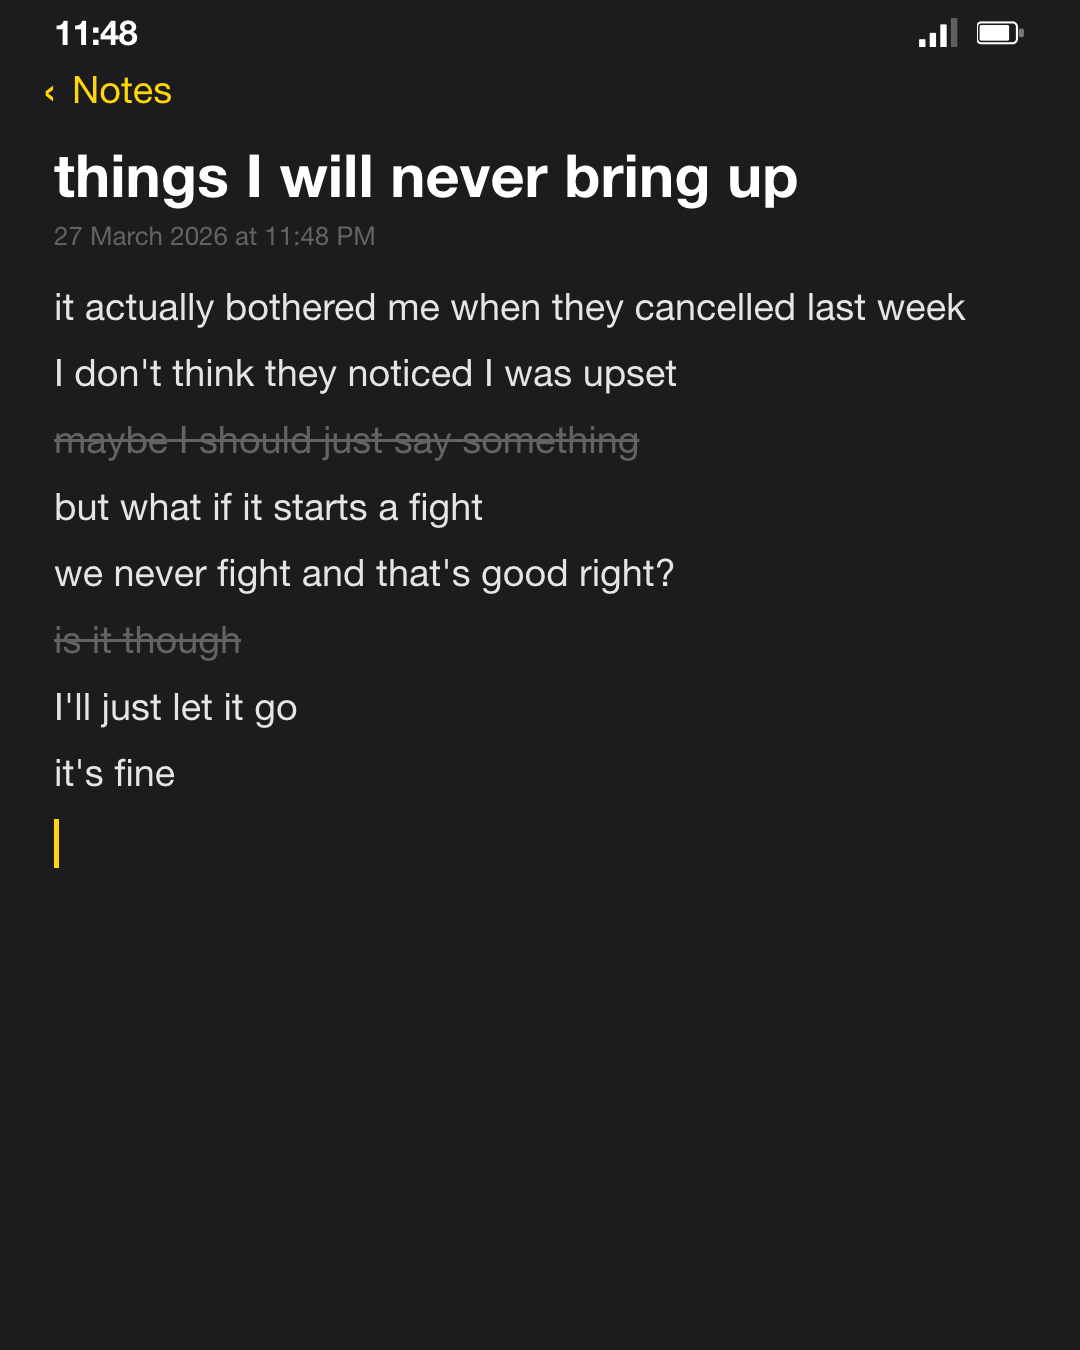 11:48
‹ Notes
things I will never bring up
27 March 2026 at 11:48 PM
it actually bothered me when they cancelled last week
I don't think they noticed I was upset
maybe I should just say something
but what if it starts a fight
we never fight and that's good right?
is it though
I'll just let it go
it's fine